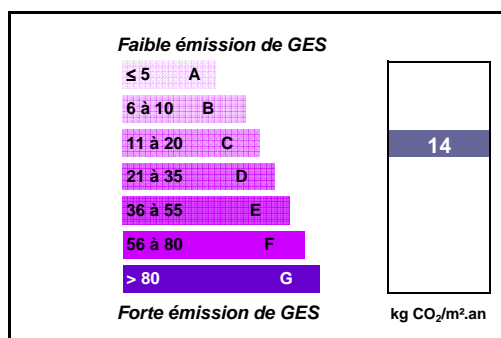 Faible émission de GES
≤ 5 A
6 à 10 B
11 à 20 C
14
21 à 35 D
36 à 55 E
56 à 80 F
> 80 G
Forte émission de GES
kg CO₂/m².an